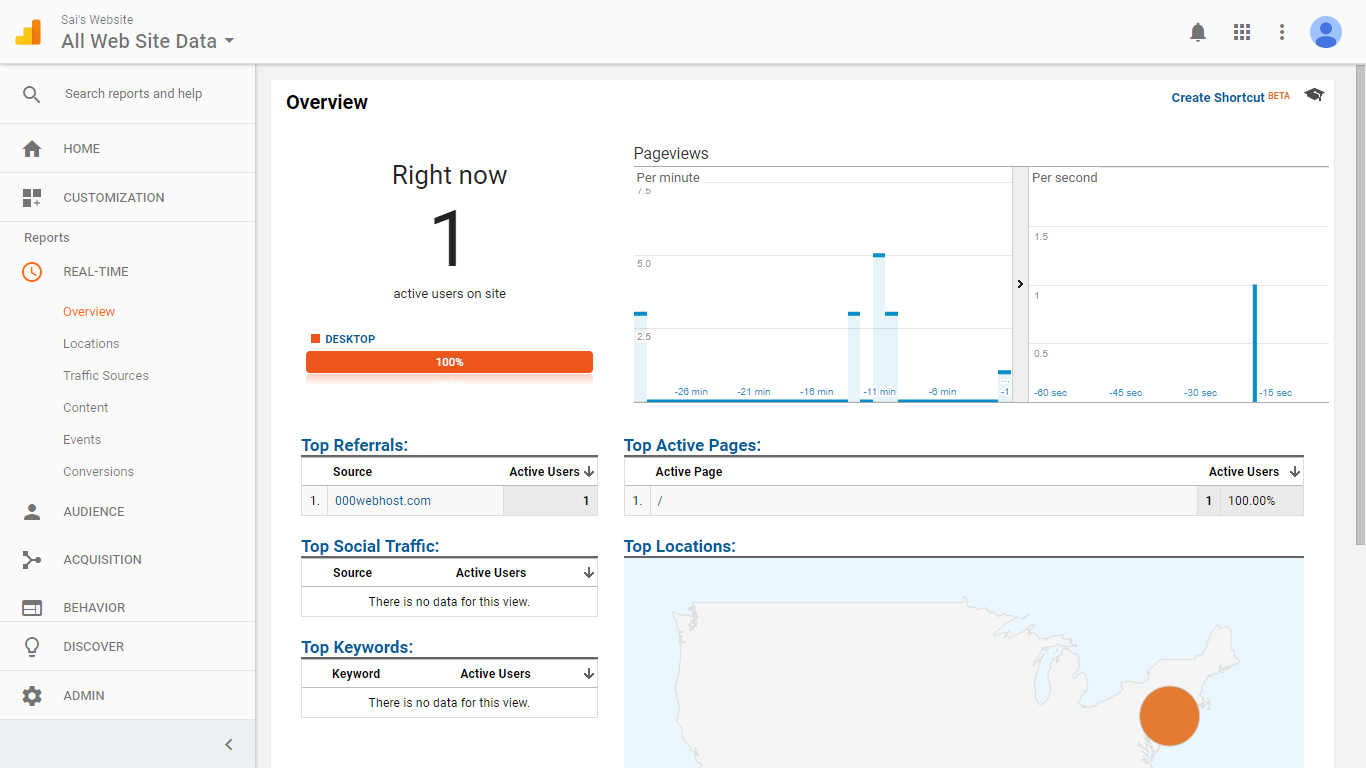 Sai's Website
All Web Site Data
Search reports and help
HOME
CUSTOMIZATION
Reports
REAL-TIME
Overview
Locations
Traffic Sources
Content
Events
Conversions
AUDIENCE
ACQUISITION
BEHAVIOR
DISCOVER
ADMIN
Overview
Create Shortcut BETA
Right now
1
active users on site
DESKTOP
100%
Pageviews
Per minute
7.5
5.0
2.5
-26 min -21 min -16 min -11 min -6 min -1
Per second
1.5
1
0.5
-60 sec -45 sec -30 sec -15 sec
Top Referrals:
Source Active Users
1. 000webhost.com 1
Top Active Pages:
Active Page Active Users
1. / 1 100.00%
Top Social Traffic:
Source Active Users
There is no data for this view.
Top Keywords:
Keyword Active Users
There is no data for this view.
Top Locations: